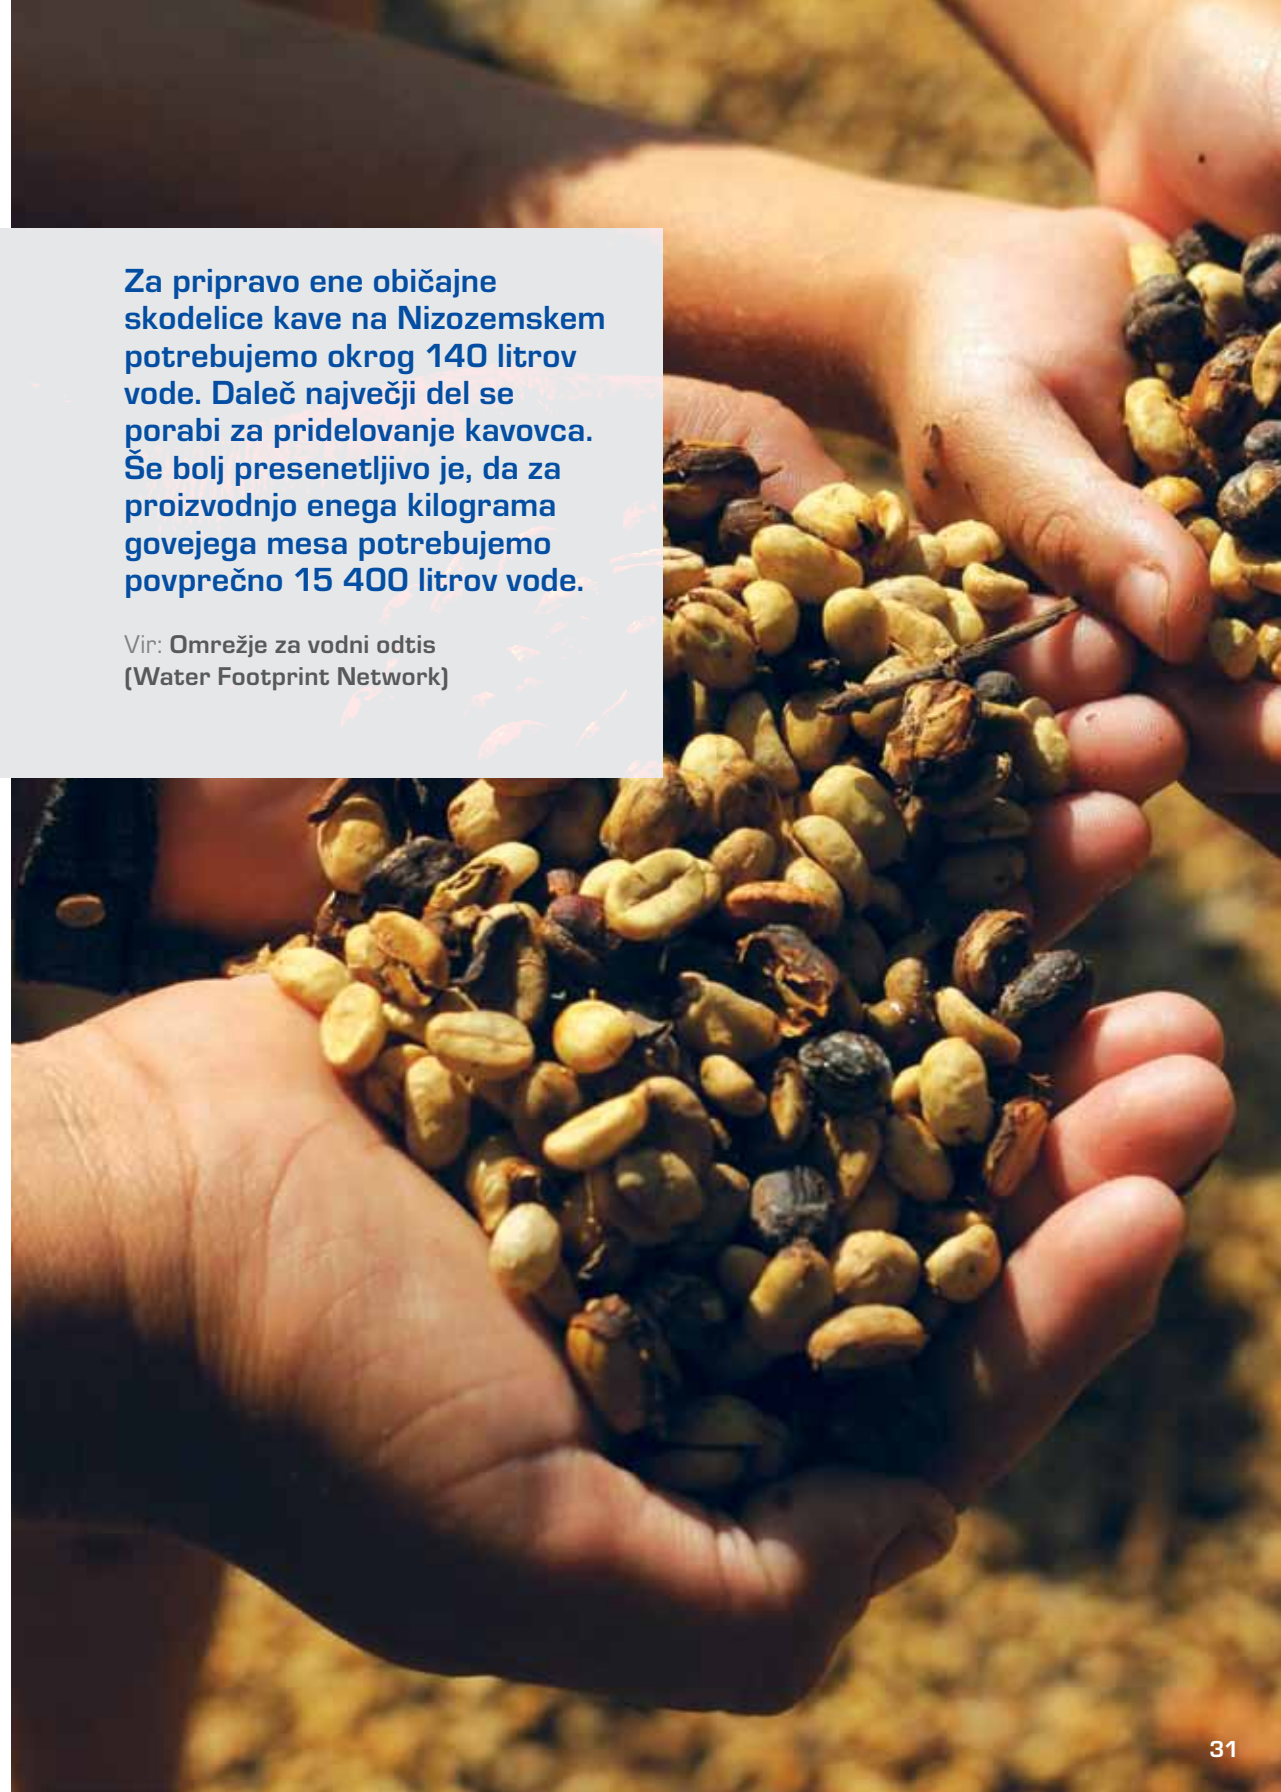 Za pripravo ene običajne
skodelice kave na Nizozemskem
potrebujemo okrog 140 litrov
vode. Daleč največji del se
porabi za pridelovanje kavovca.
Še bolj presenetljivo je, da za
proizvodnjo enega kilograma
govejega mesa potrebujemo
povprečno 15 400 litrov vode.
Vir: Omrežje za vodni odtis
(Water Footprint Network)
31